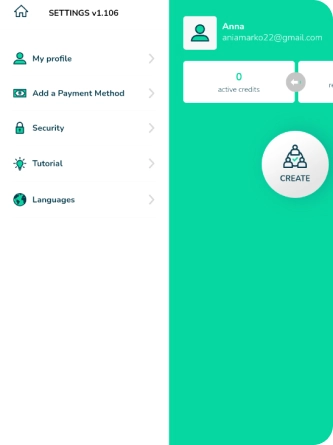 SETTINGS v1.106
My profile
Add a Payment Method
Security
Tutorial
Languages
Anna
aniamarko22@gmail.com
0
active credits
re
CREATE